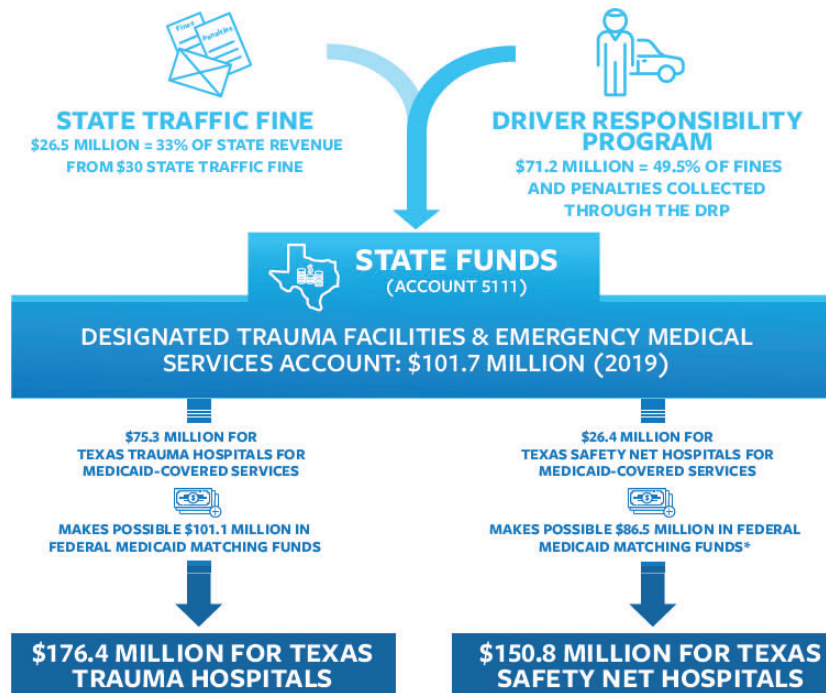 Fines
Penalties
STATE TRAFFIC FINE
$26.5 MILLION = 33% OF STATE REVENUE
FROM $30 STATE TRAFFIC FINE
DRIVER RESPONSIBILITY
PROGRAM
$71.2 MILLION = 49.5% OF FINES
AND PENALTIES COLLECTED
THROUGH THE DRP
STATE FUNDS
(ACCOUNT 5111)
DESIGNATED TRAUMA FACILITIES & EMERGENCY MEDICAL
SERVICES ACCOUNT: $101.7 MILLION (2019)
$75.3 MILLION FOR
TEXAS TRAUMA HOSPITALS FOR
MEDICAID-COVERED SERVICES
MAKES POSSIBLE $101.1 MILLION IN
FEDERAL MEDICAID MATCHING FUNDS
$176.4 MILLION FOR TEXAS
TRAUMA HOSPITALS
$26.4 MILLION FOR
TEXAS SAFETY NET HOSPITALS FOR
MEDICAID-COVERED SERVICES
MAKES POSSIBLE $86.5 MILLION IN FEDERAL
MEDICAID MATCHING FUNDS*
$150.8 MILLION FOR TEXAS
SAFETY NET HOSPITALS